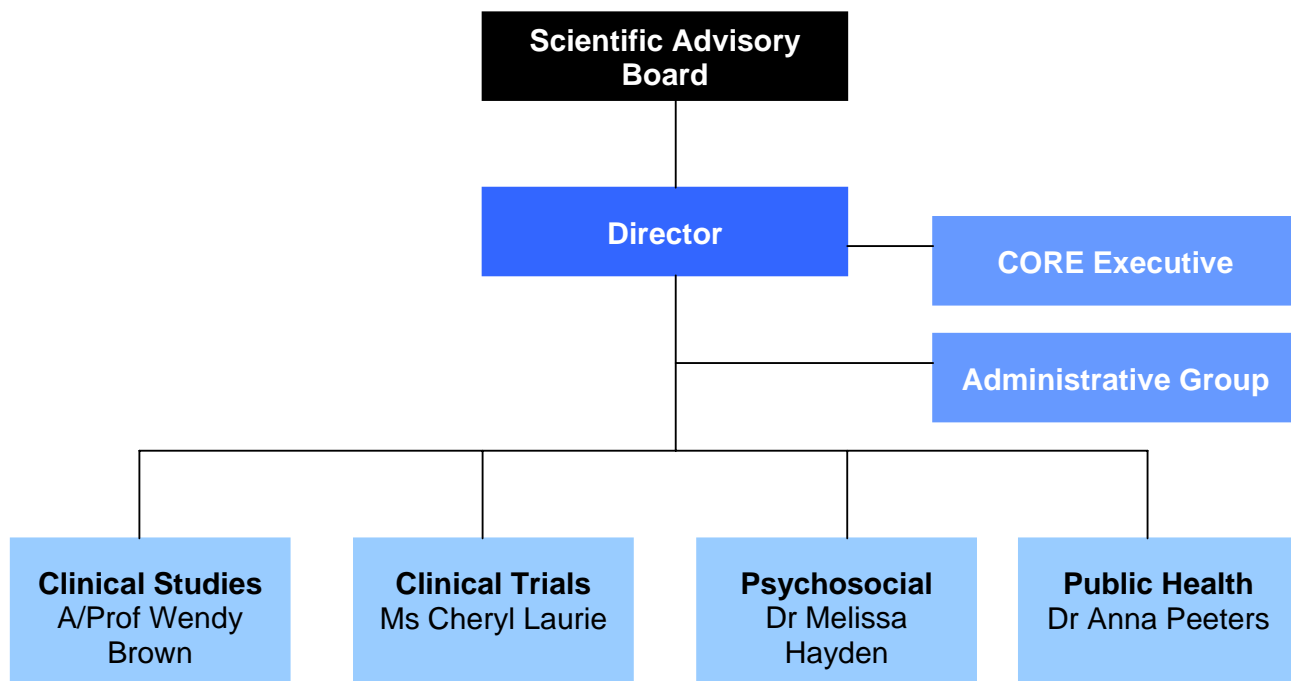 Scientific Advisory
Board
Director
CORE Executive
Administrative Group
Clinical Studies
A/Prof Wendy
Brown
Clinical Trials
Ms Cheryl Laurie
Psychosocial
Dr Melissa
Hayden
Public Health
Dr Anna Peeters